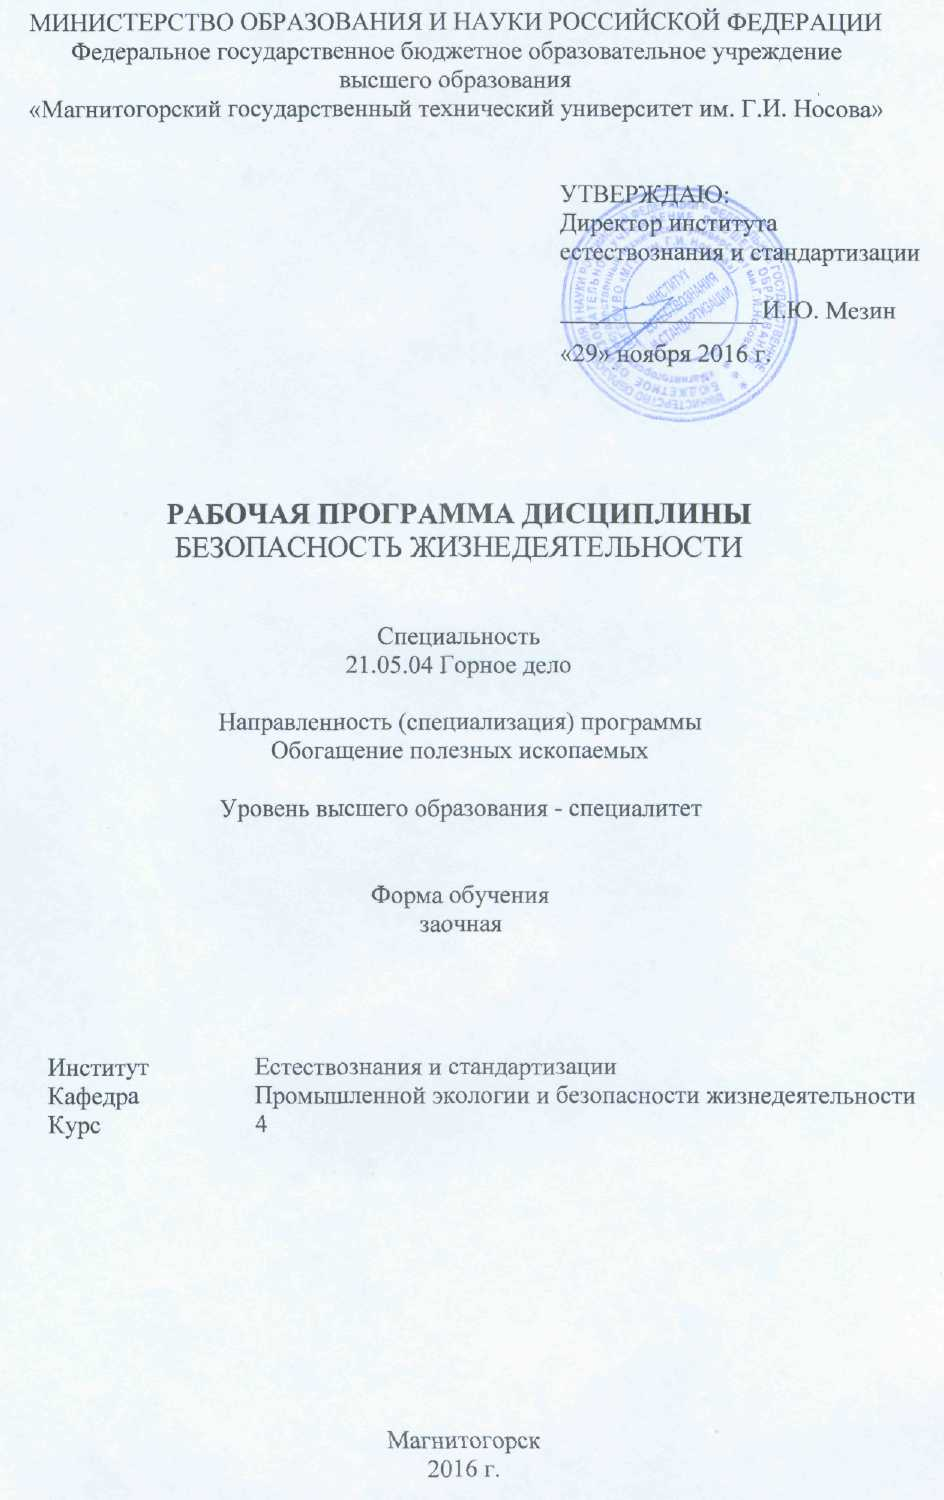 МИНИСТЕРСТВО ОБРАЗОВАНИЯ И НАУКИ РОССИЙСКОЙ ФЕДЕРАЦИИ
Федеральное государственное бюджетное образовательное учреждение
высшего образования
«Магнитогорский государственный технический университет им. Г.И. Носова»
УТВЕРЖДАЮ:
Директор института
естествознания и стандартизации
И.Ю. Мезин
«29» ноября 2016 г.
ИНСТИТУТ
ЕСТЕСТВОЗНАНИЯ
И СТАНДАРТИЗАЦИИ
РАБОЧАЯ ПРОГРАММА ДИСЦИПЛИНЫ
БЕЗОПАСНОСТЬ ЖИЗНЕДЕЯТЕЛЬНОСТИ
Специальность
21.05.04 Горное дело
Направленность (специализация) программы
Обогащение полезных ископаемых
Уровень высшего образования - специалитет
Форма обучения
заочная
Институт Естествознания и стандартизации
Кафедра Промышленной экологии и безопасности жизнедеятельности
Курс 4
Магнитогорск
2016 г.